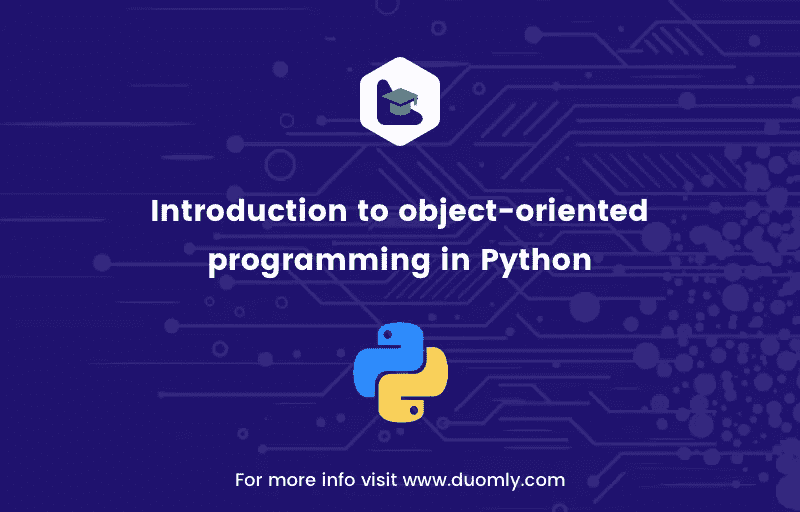 Introduction to object-oriented
programming in Python
For more info visit www.duomly.com